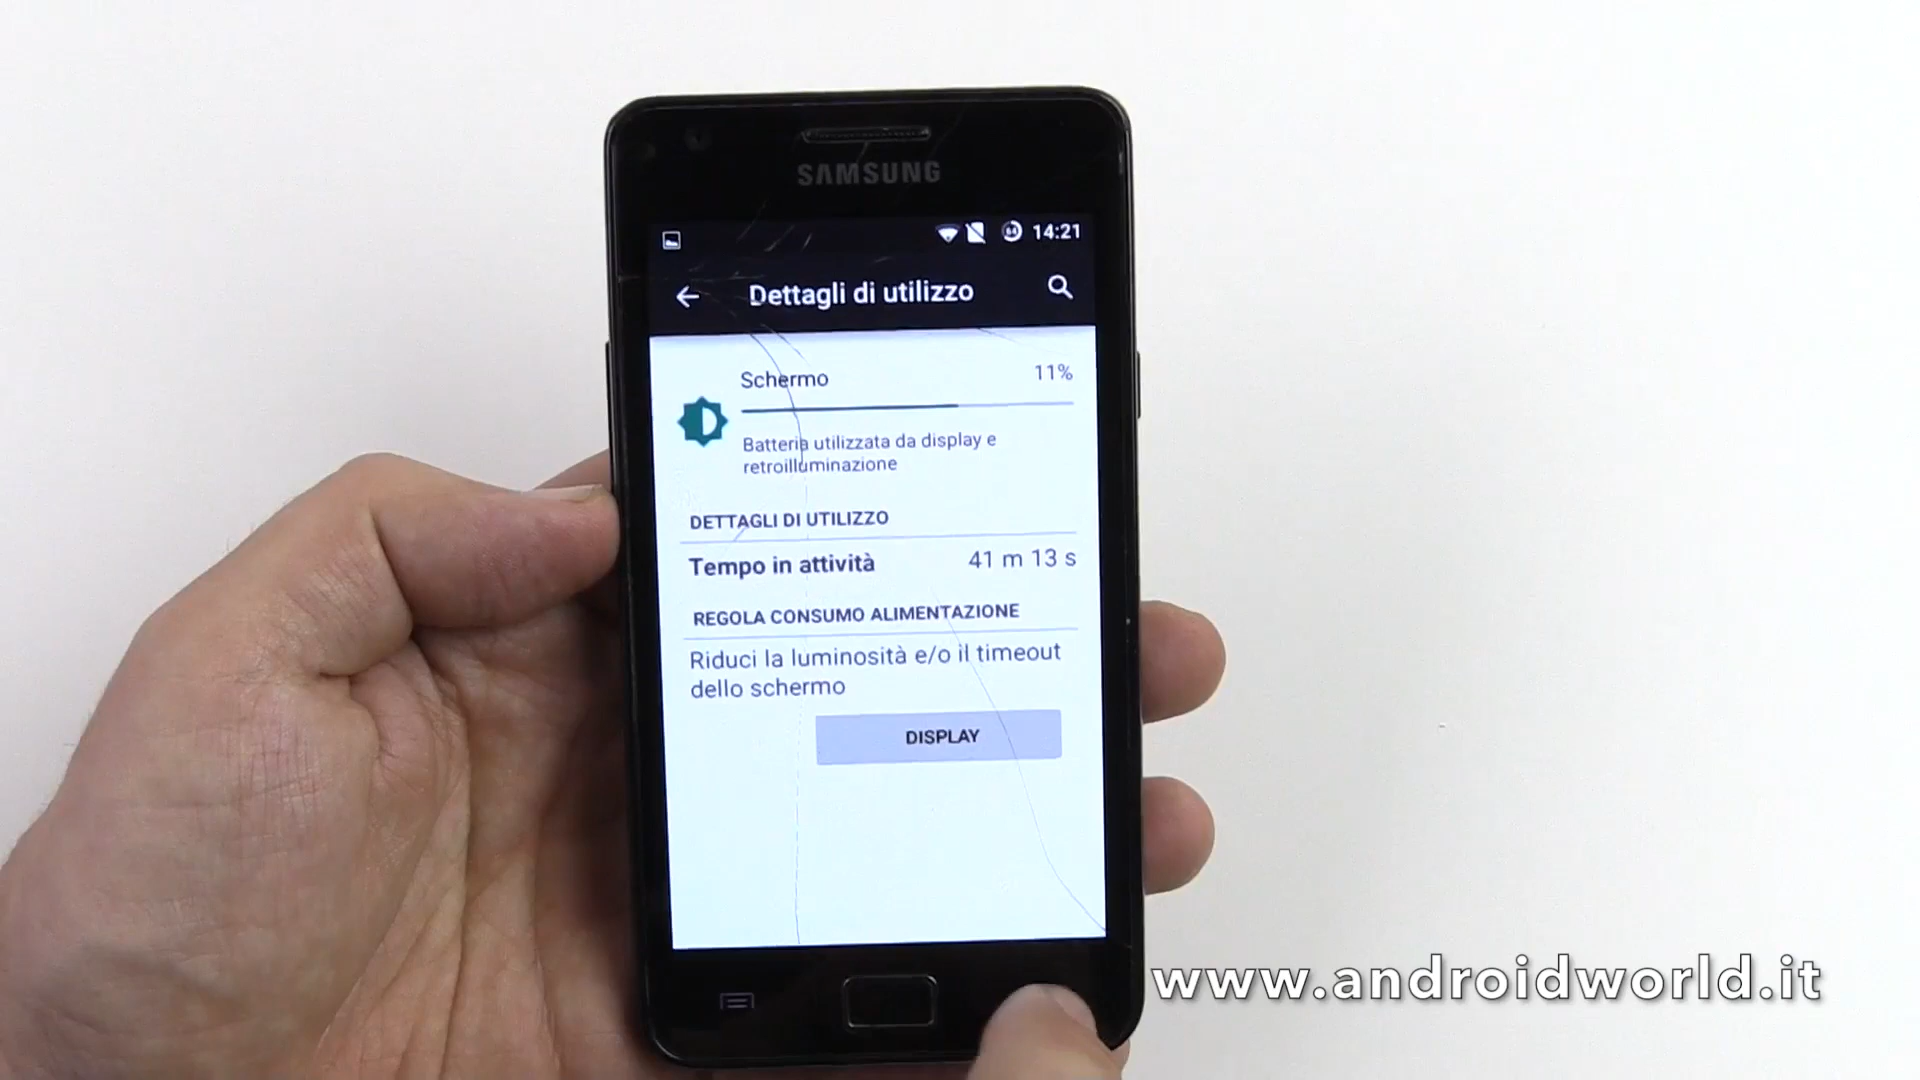 SAMSUNG
64 14:21
Dettagli di utilizzo
Schermo 11%
Batteria utilizzata da display e
retroilluminazione
DETTAGLI DI UTILIZZO
Tempo in attività 41 m 13 s
REGOLA CONSUMO ALIMENTAZIONE
Riduci la luminosità e/o il timeout
dello schermo
DISPLAY
www.androidworld.it